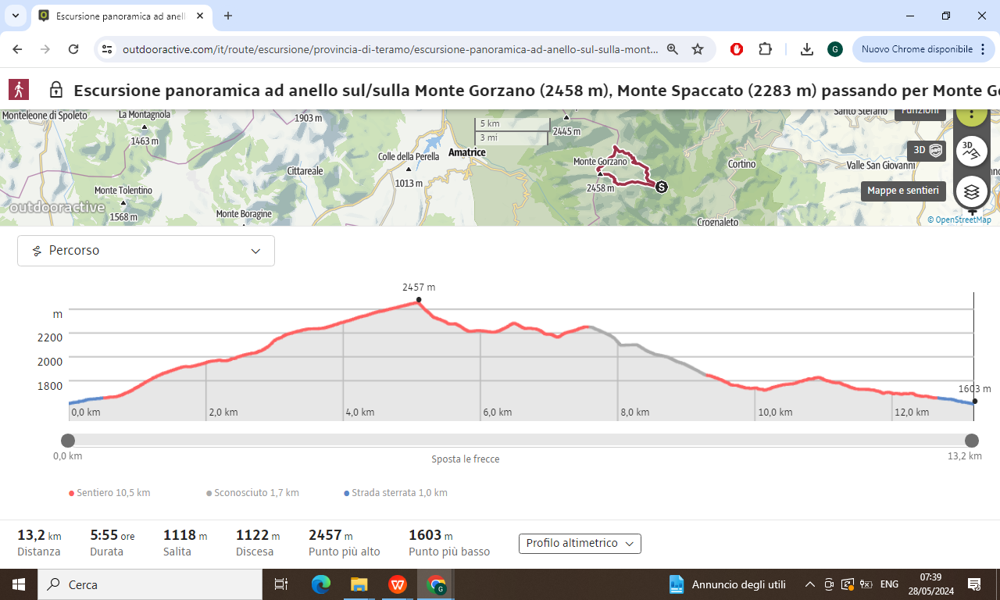 Escursione panoramica ad anell
outdooractive.com/it/route/escursione/provincia-di-teramo/escursione-panoramica-ad-anello-sul-sulla-mont...
G
Nuovo Chrome disponibile
Escursione panoramica ad anello sul/sulla Monte Gorzano (2458 m), Monte Spaccato (2283 m) passando per Monte Go
Monteleone di Spoleto
La Montagnola
1463 m
1903 m
Cittareale
Monte Tolentino
1568 m
Monte Boragine
Colle della Perella
1013 m
Amatrice
5 km
3 mi
2445 m
Monte Gorzano
2458 m
S
Cortino
Santo Stefano
Valle San Giovanni
Crognaleto
Funzioni
3D
3D
Mappe e sentieri
outdooractive
© OpenStreetMap
Percorso
2457 m
m
2200
2000
1800
1603 m
0,0 km
2,0 km
4,0 km
6,0 km
8,0 km
10,0 km
12,0 km
0,0 km
Sposta le frecce
13,2 km
Sentiero 10,5 km
Sconosciuto 1,7 km
Strada sterrata 1,0 km
13,2 km
Distanza
5:55 ore
Durata
1118 m
Salita
1122 m
Discesa
2457 m
Punto più alto
1603 m
Punto più basso
Profilo altimetrico
Cerca
G
Annuncio degli utili
ENG
07:39
28/05/2024